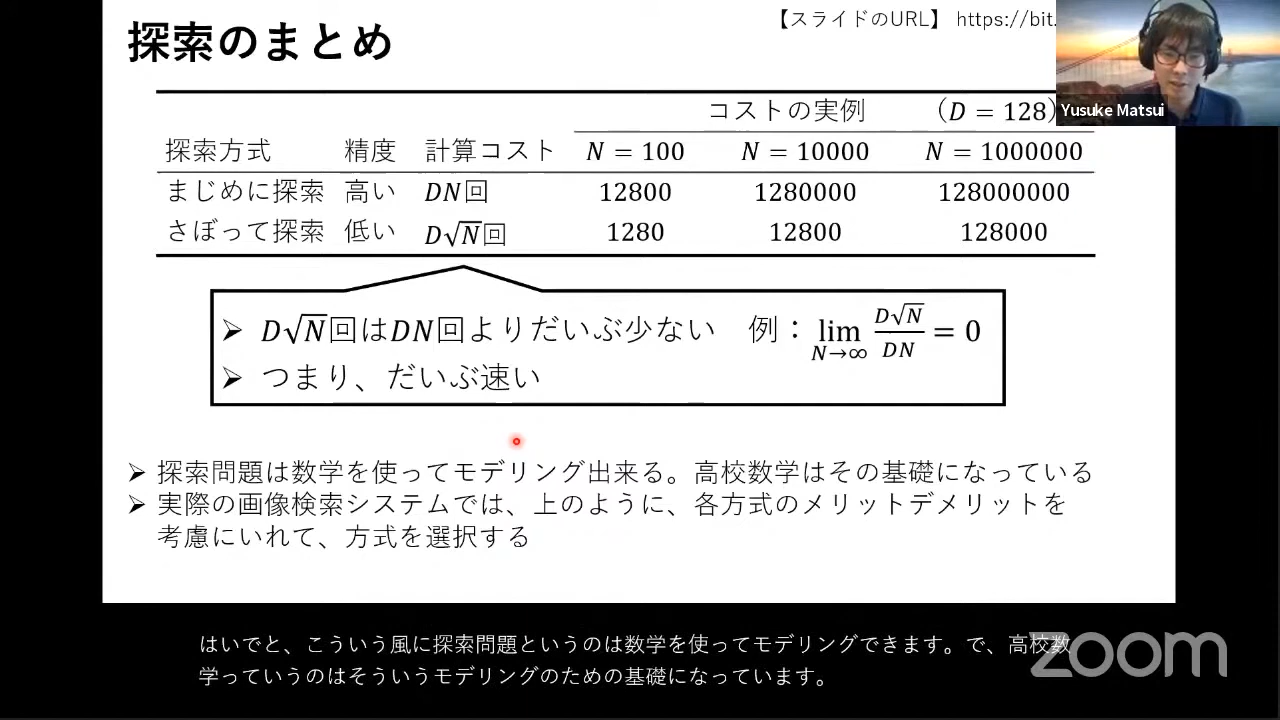 探索のまとめ
【スライドのURL】 https://bit.
コストの実例 （D = 128）
探索方式 精度 計算コスト N = 100 N = 10000 N = 1000000
まじめに探索 高い DN回 12800 1280000 128000000
さぼって探索 低い D√N回 1280 12800 128000
➢ D√N回はDN回よりだいぶ少ない 例：lim N→∞ D√N/DN = 0
➢ つまり、だいぶ速い
➢ 探索問題は数学を使ってモデリング出来る。高校数学はその基礎になっている
➢ 実際の画像検索システムでは、上のように、各方式のメリットデメリットを
考慮にいれて、方式を選択する
Yusuke Matsui
はいでと、こういう風に探索問題というのは数学を使ってモデリングできます。で、高校数
学っていうのはそういうモデリングのための基礎になっています。
zoom